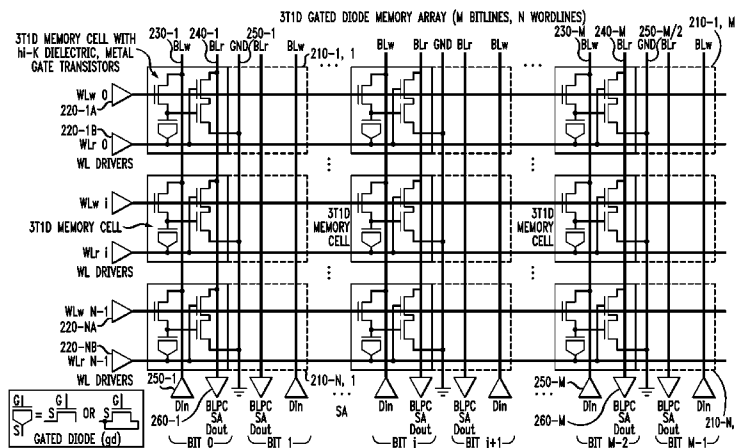 3T1D GATED DIODE MEMORY ARRAY (M BITLINES, N WORDLINES)
230-1 240-1 250-1 230-M 240-M 250-M/2 210-1, M
3T1D MEMORY CELL WITH
hi-K DIELECTRIC, METAL
GATE TRANSISTORS
BLw BLr GND BLr BLw 210-1, 1 ... BLw BLr GND BLr BLw ... BLw BLr GND BLr BLw
WLw 0
220-1A
220-1B
WLr 0
WL DRIVERS
WLw i
3T1D MEMORY CELL
3T1D
MEMORY
CELL
3T1D
MEMORY
CELL
WLr i
WL DRIVERS
WLw N-1
220-NA
220-NB
WLr N-1
WL DRIVERS
250-1 210-N, 1 250-M 210-N,
Din BLPC BLPC Din ... Din BLPC BLPC Din ... Din BLPC BLPC Din
260-1 SA SA SA SA SA 260-M SA SA
Dout Dout Dout Dout Dout Dout
BIT 0 BIT 1 BIT j BIT j+1 BIT M-2 BIT M-1
G
S = S G OR S G
GATED DIODE (gd)